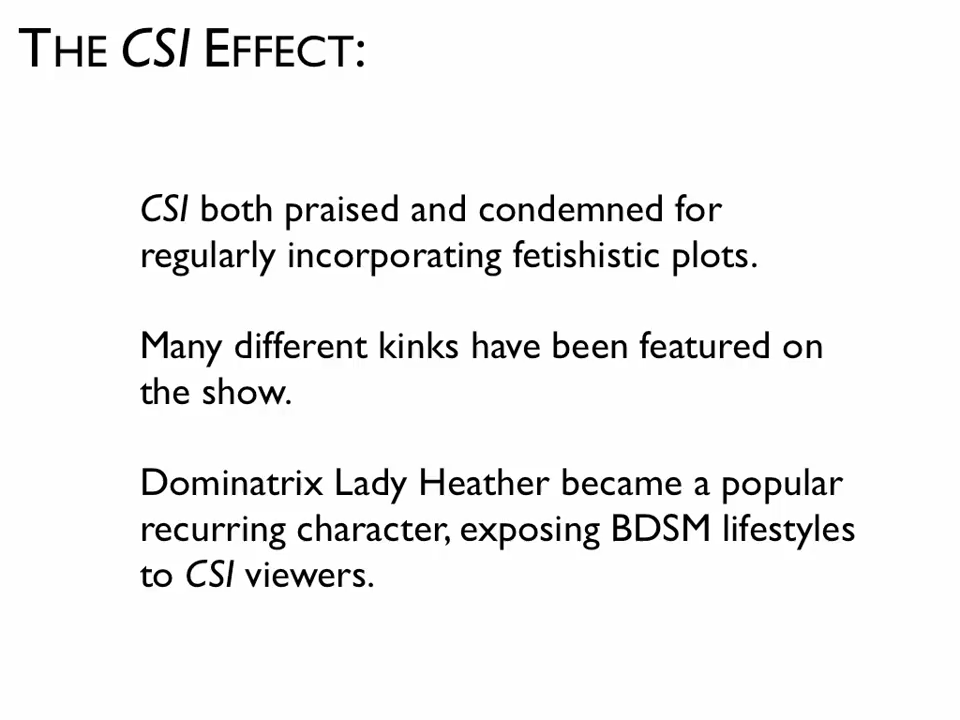 THE CSI EFFECT:
CSI both praised and condemned for
regularly incorporating fetishistic plots.
Many different kinks have been featured on
the show.
Dominatrix Lady Heather became a popular
recurring character, exposing BDSM lifestyles
to CSI viewers.